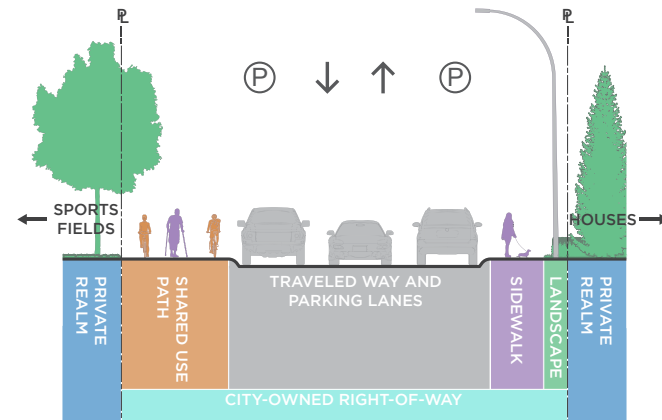 PL
PL
P
P
SPORTS
FIELDS
HOUSES
PRIVATE
REALM
SHARED USE
PATH
TRAVELED WAY AND
PARKING LANES
SIDEWALK
LANDSCAPE
PRIVATE
REALM
CITY-OWNED RIGHT-OF-WAY